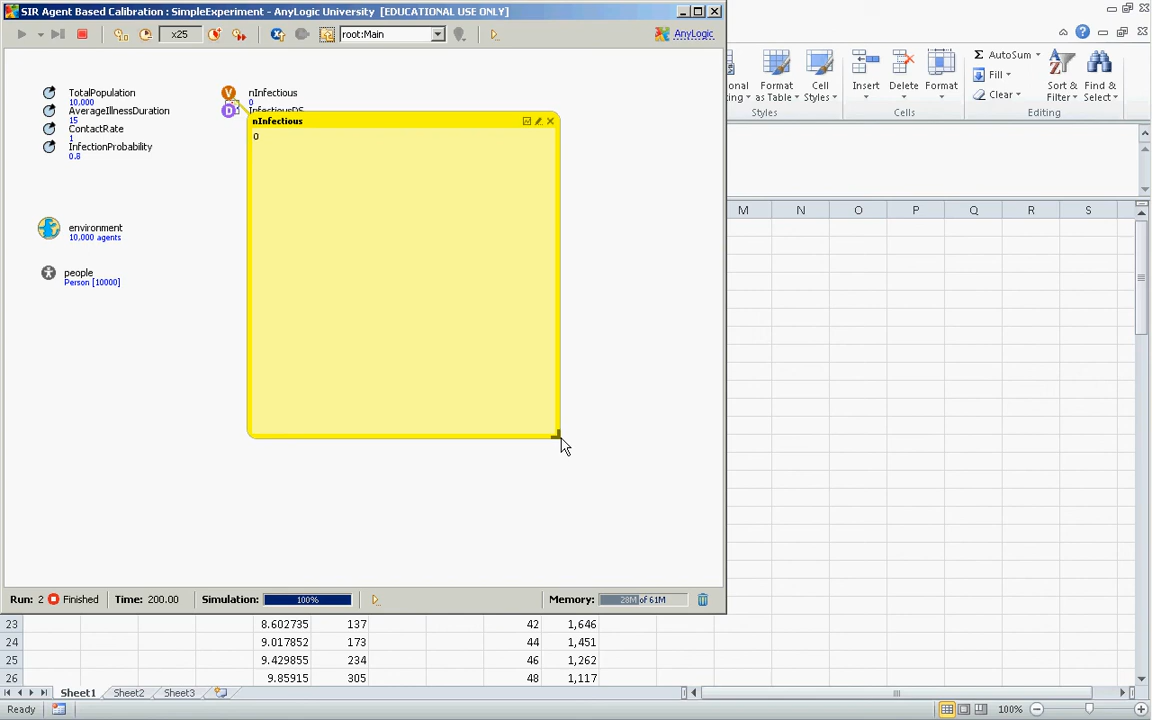 SIR Agent Based Calibration : SimpleExperiment - AnyLogic University [EDUCATIONAL USE ONLY]
x25
root:Main
AnyLogic
AutoSum
Fill
Clear
Format as Table
Cell Styles
Insert
Delete
Format
Sort & Filter
Find & Select
Styles
Cells
Editing
TotalPopulation
10,000
AverageIllnessDuration
15
ContactRate
1
InfectionProbability
0.8
nInfectious
0
InfectiousDS
nInfectious
0
environment
10,000 agents
people
Person [10000]
M N O P Q R S
Run: 2 Finished Time: 200.00 Simulation: 100% Memory: 28M of 61M
23 8.602735 137 42 1,646
24 9.017852 173 44 1,451
25 9.429855 234 46 1,262
26 9.85915 305 48 1,117
Sheet1 Sheet2 Sheet3
Ready 100%